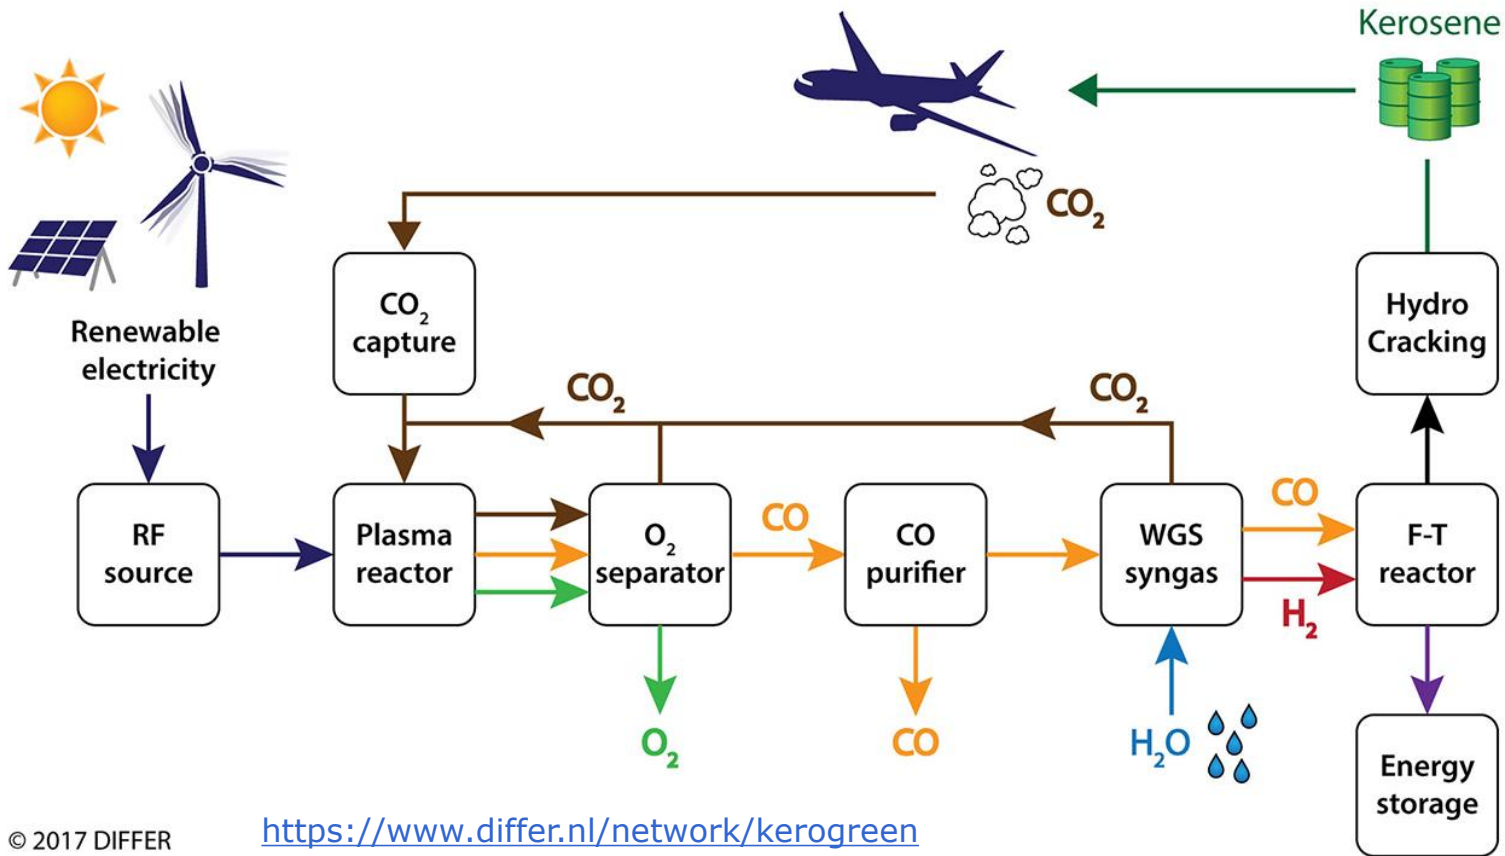 Kerosene
CO₂
CO₂
capture
Renewable
electricity
Hydro
Cracking
CO₂
CO₂
RF
source
Plasma
reactor
O₂
separator
CO
CO
purifier
WGS
syngas
CO
H₂
F-T
reactor
O₂
CO
H₂O
Energy
storage
© 2017 DIFFER
https://www.differ.nl/network/kerogreen